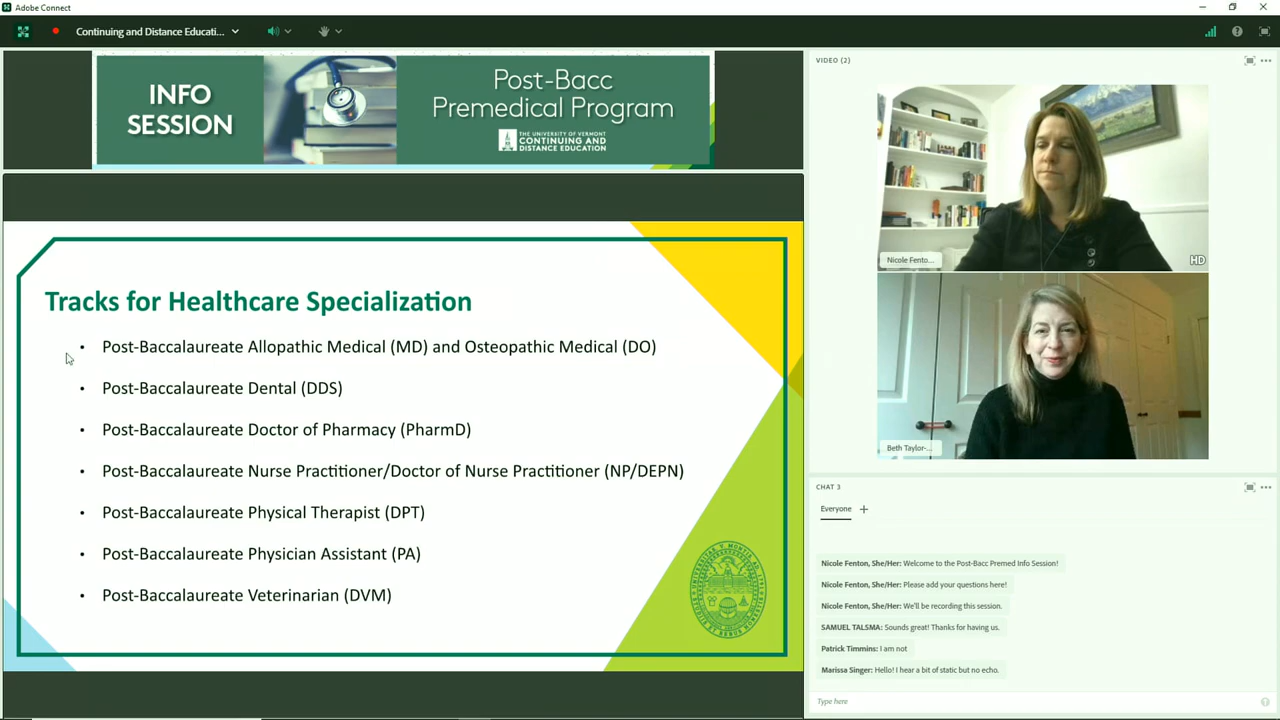 Adobe Connect
Continuing and Distance Educati...
INFO
SESSION
Post-Bacc
Premedical Program
THE UNIVERSITY OF VERMONT
CONTINUING AND
DISTANCE EDUCATION
Tracks for Healthcare Specialization
• Post-Baccalaureate Allopathic Medical (MD) and Osteopathic Medical (DO)
• Post-Baccalaureate Dental (DDS)
• Post-Baccalaureate Doctor of Pharmacy (PharmD)
• Post-Baccalaureate Nurse Practitioner/Doctor of Nurse Practitioner (NP/DEPN)
• Post-Baccalaureate Physical Therapist (DPT)
• Post-Baccalaureate Physician Assistant (PA)
• Post-Baccalaureate Veterinarian (DVM)
VIDEO (2)
Nicole Fento...
HD
Beth Taylor-...
CHAT 3
Everyone
Nicole Fenton, She/Her: Welcome to the Post-Bacc Premed Info Session!
Nicole Fenton, She/Her: Please add your questions here!
Nicole Fenton, She/Her: We'll be recording this session.
SAMUEL TALSMA: Sounds great! Thanks for having us.
Patrick Timmins: I am not
Marissa Singer: Hello! I hear a bit of static but no echo.
Type here